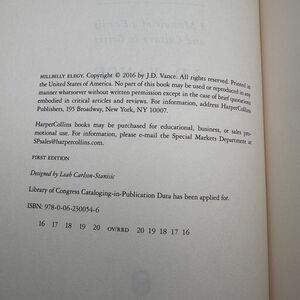 HILLBILLY ELEGY. Copyright © 2016 by J.D. Vance. All rights reserved. Printed in
the United States of America. No part of this book may be used or reproduced in any
manner whatsoever without written permission except in the case of brief quotations
embodied in critical articles and reviews. For information, address HarperCollins
Publishers, 195 Broadway, New York, NY 10007.
HarperCollins books may be purchased for educational, business, or sales pro-
motional use. For information, please e-mail the Special Markets Department at
SPsales@harpercollins.com.
FIRST EDITION
Designed by Leah Carlson-Stanisic
Library of Congress Cataloging-in-Publication Data has been applied for.
ISBN: 978-0-06-230054-6
16 17 18 19 20 OV/RRD 20 19 18 17 16